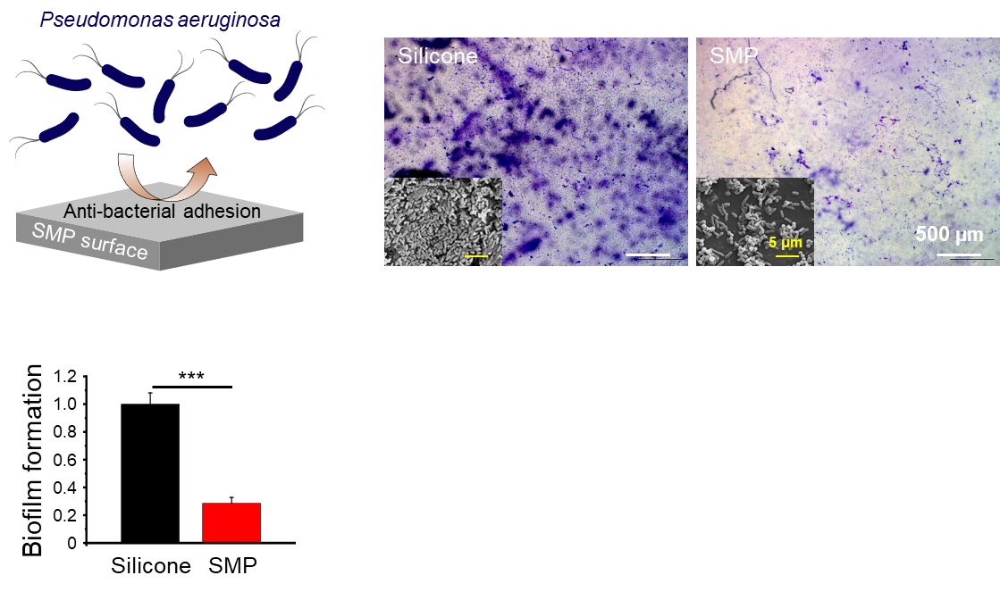 Pseudomonas aeruginosa
Anti-bacterial adhesion
SMP surface
Silicone
SMP
5 µm
500 µm
Biofilm formation
1.2
1.0
0.8
0.6
0.4
0.2
0
***
Silicone
SMP